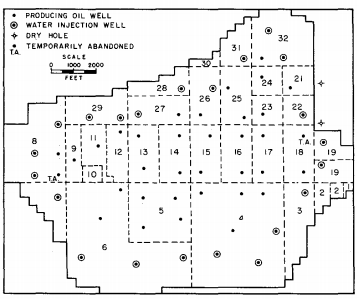 PRODUCING OIL WELL
WATER INJECTION WELL
DRY HOLE
T.A. TEMPORARILY ABANDONED
SCALE
0 1000 2000
FEET
32
31
30
24 21
28
26 25
29 27 23 22
8 T.A.
11
9 12 13 14 15 16 17 18 19
10 19
T.A.
2 2
3
5 4
6